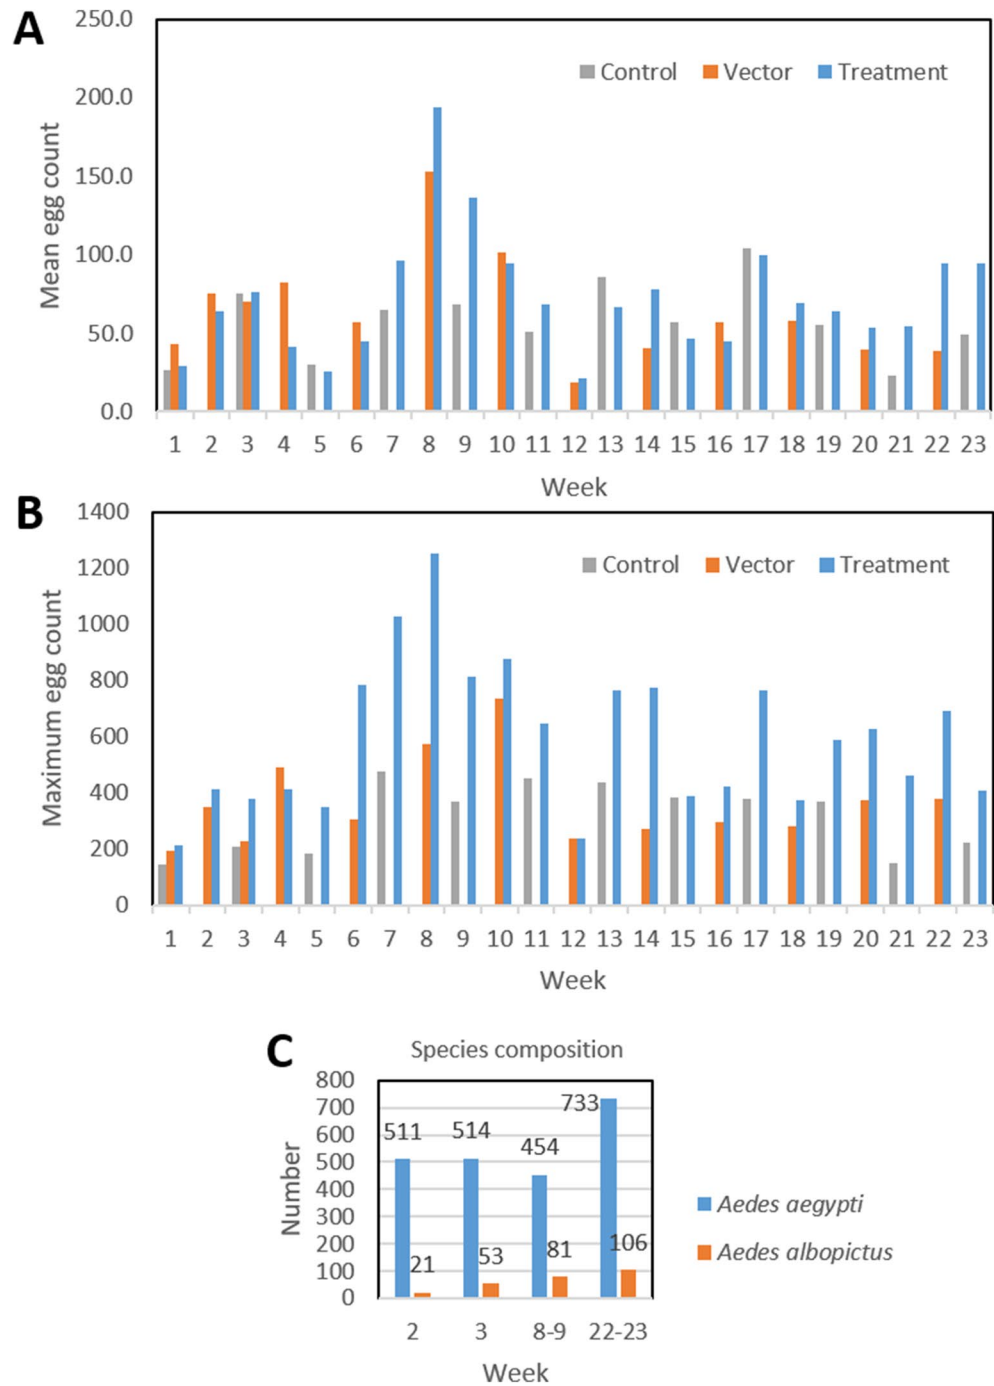 A
250.0
200.0
150.0
100.0
50.0
0.0
Mean egg count
Control Vector Treatment
1 2 3 4 5 6 7 8 9 10 11 12 13 14 15 16 17 18 19 20 21 22 23
Week
B
1400
1200
1000
800
600
400
200
0
Maximum egg count
Control Vector Treatment
1 2 3 4 5 6 7 8 9 10 11 12 13 14 15 16 17 18 19 20 21 22 23
Week
C
Species composition
800
700
600
500
400
300
200
100
0
Number
511 514 454 733
21 53 81 106
2 3 8-9 22-23
Week
Aedes aegypti
Aedes albopictus